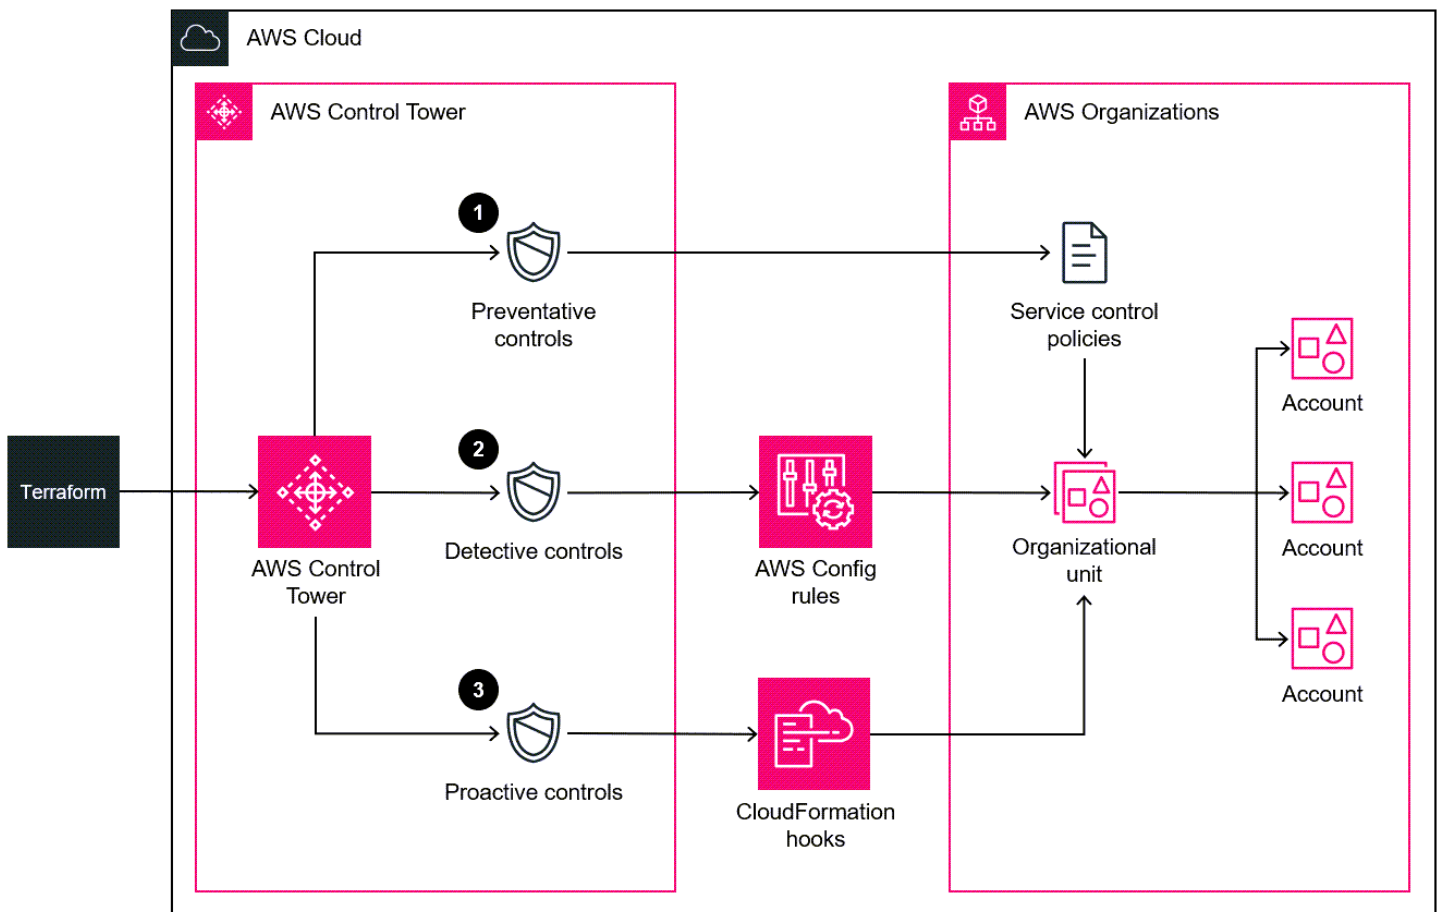 AWS Cloud
AWS Control Tower
AWS Organizations
1
Preventative
controls
Service control
policies
Account
Terraform
2
AWS Control
Tower
Detective controls
AWS Config
rules
Organizational
unit
Account
3
Proactive controls
CloudFormation
hooks
Account